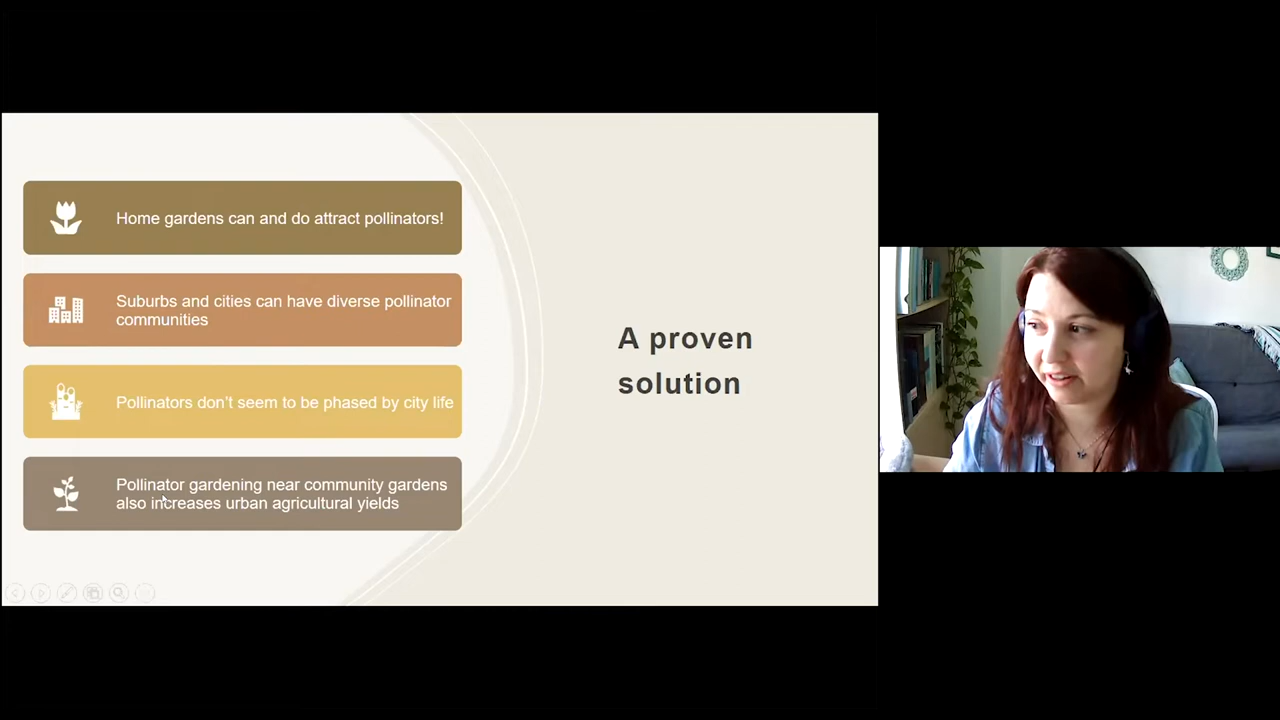 Home gardens can and do attract pollinators!
Suburbs and cities can have diverse pollinator
communities
Pollinators don't seem to be phased by city life
Pollinator gardening near community gardens
also increases urban agricultural yields
A proven
solution